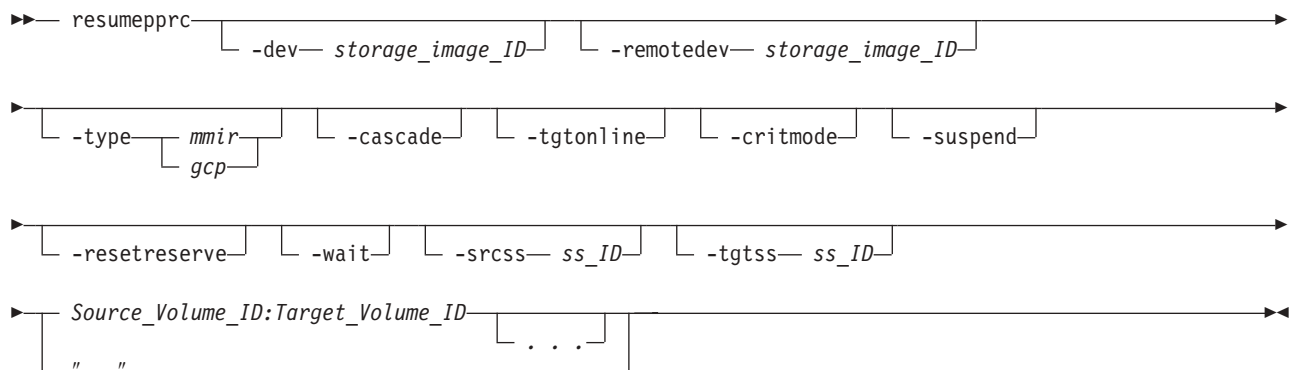 resumepprc
-dev storage_image_ID -remotedev storage_image_ID
-type mmir -cascade -tgtonline -critmode -suspend
gcp
-resetreserve -wait -srcss ss_ID -tgtss ss_ID
Source_Volume_ID:Target_Volume_ID
. . .
" "